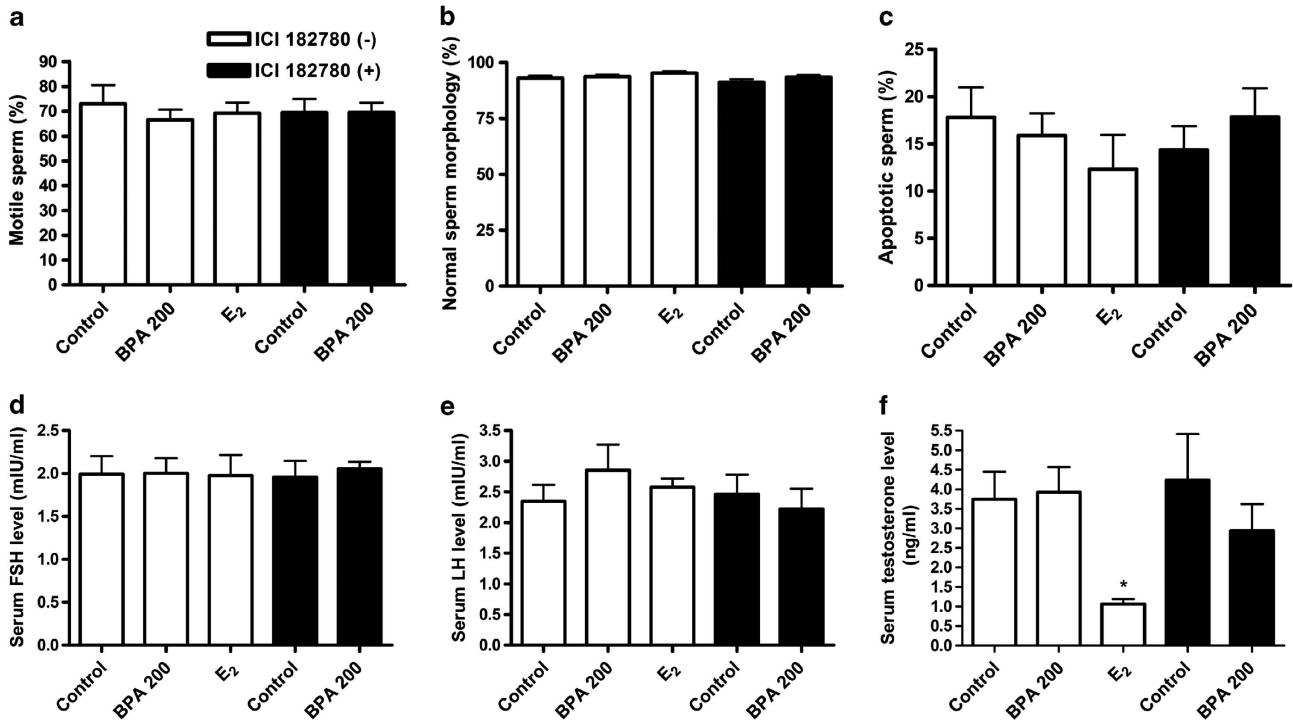 a
ICI 182780 (-)
ICI 182780 (+)
Motile sperm (%)
90
80
70
60
50
40
30
20
10
0
Control
BPA 200
E₂
Control
BPA 200
b
Normal sperm morphology (%)
100
75
50
25
0
Control
BPA 200
E₂
Control
BPA 200
c
Apoptotic sperm (%)
25
20
15
10
5
0
Control
BPA 200
E₂
Control
BPA 200
d
Serum FSH level (mIU/ml)
2.5
2.0
1.5
1.0
0.5
0.0
Control
BPA 200
E₂
Control
BPA 200
e
Serum LH level (mIU/ml)
3.5
3.0
2.5
2.0
1.5
1.0
0.5
0.0
Control
BPA 200
E₂
Control
BPA 200
f
Serum testosterone level
(ng/ml)
5.5
5.0
4.5
4.0
3.5
3.0
2.5
2.0
1.5
1.0
0.5
0.0
*
Control
BPA 200
E₂
Control
BPA 200